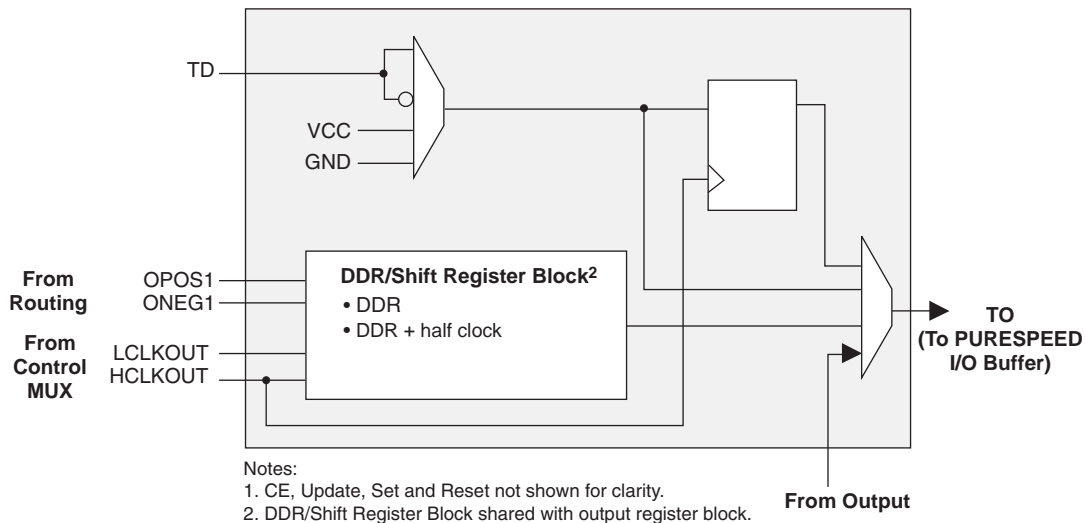 TD
VCC
GND
From
Routing
OPOS1
ONEG1
DDR/Shift Register Block2
• DDR
• DDR + half clock
From
Control
MUX
LCLKOUT
HCLKOUT
TO
(To PURESPEED
I/O Buffer)
From Output
Notes:
1. CE, Update, Set and Reset not shown for clarity.
2. DDR/Shift Register Block shared with output register block.